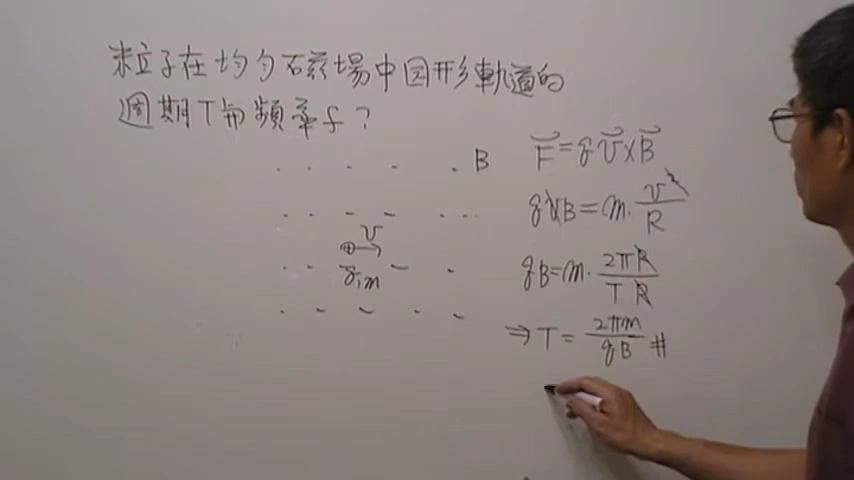 粒子在均勻磁場中圓形軌道的
週期T与頻率f?
B
v
q,m
F=qv×B
qvB=m·v²/R
qB=m·2πR/TR
⇒T=2πm/qB #